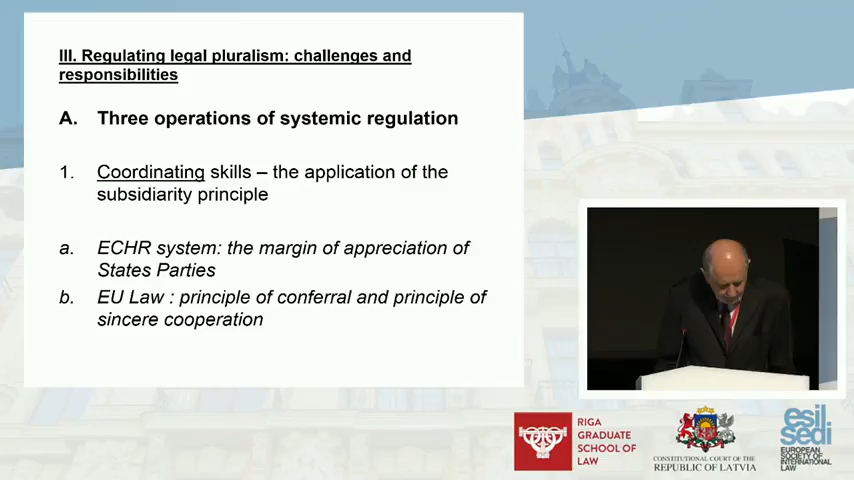 III. Regulating legal pluralism: challenges and
responsibilities
A. Three operations of systemic regulation
1. Coordinating skills – the application of the
subsidiarity principle
a. ECHR system: the margin of appreciation of
States Parties
b. EU Law : principle of conferral and principle of
sincere cooperation
RIGA
GRADUATE
SCHOOL OF
LAW
CONSTITUTIONAL COURT OF THE
REPUBLIC OF LATVIA
esil
sedi
EUROPEAN
SOCIETY OF
INTERNATIONAL
LAW